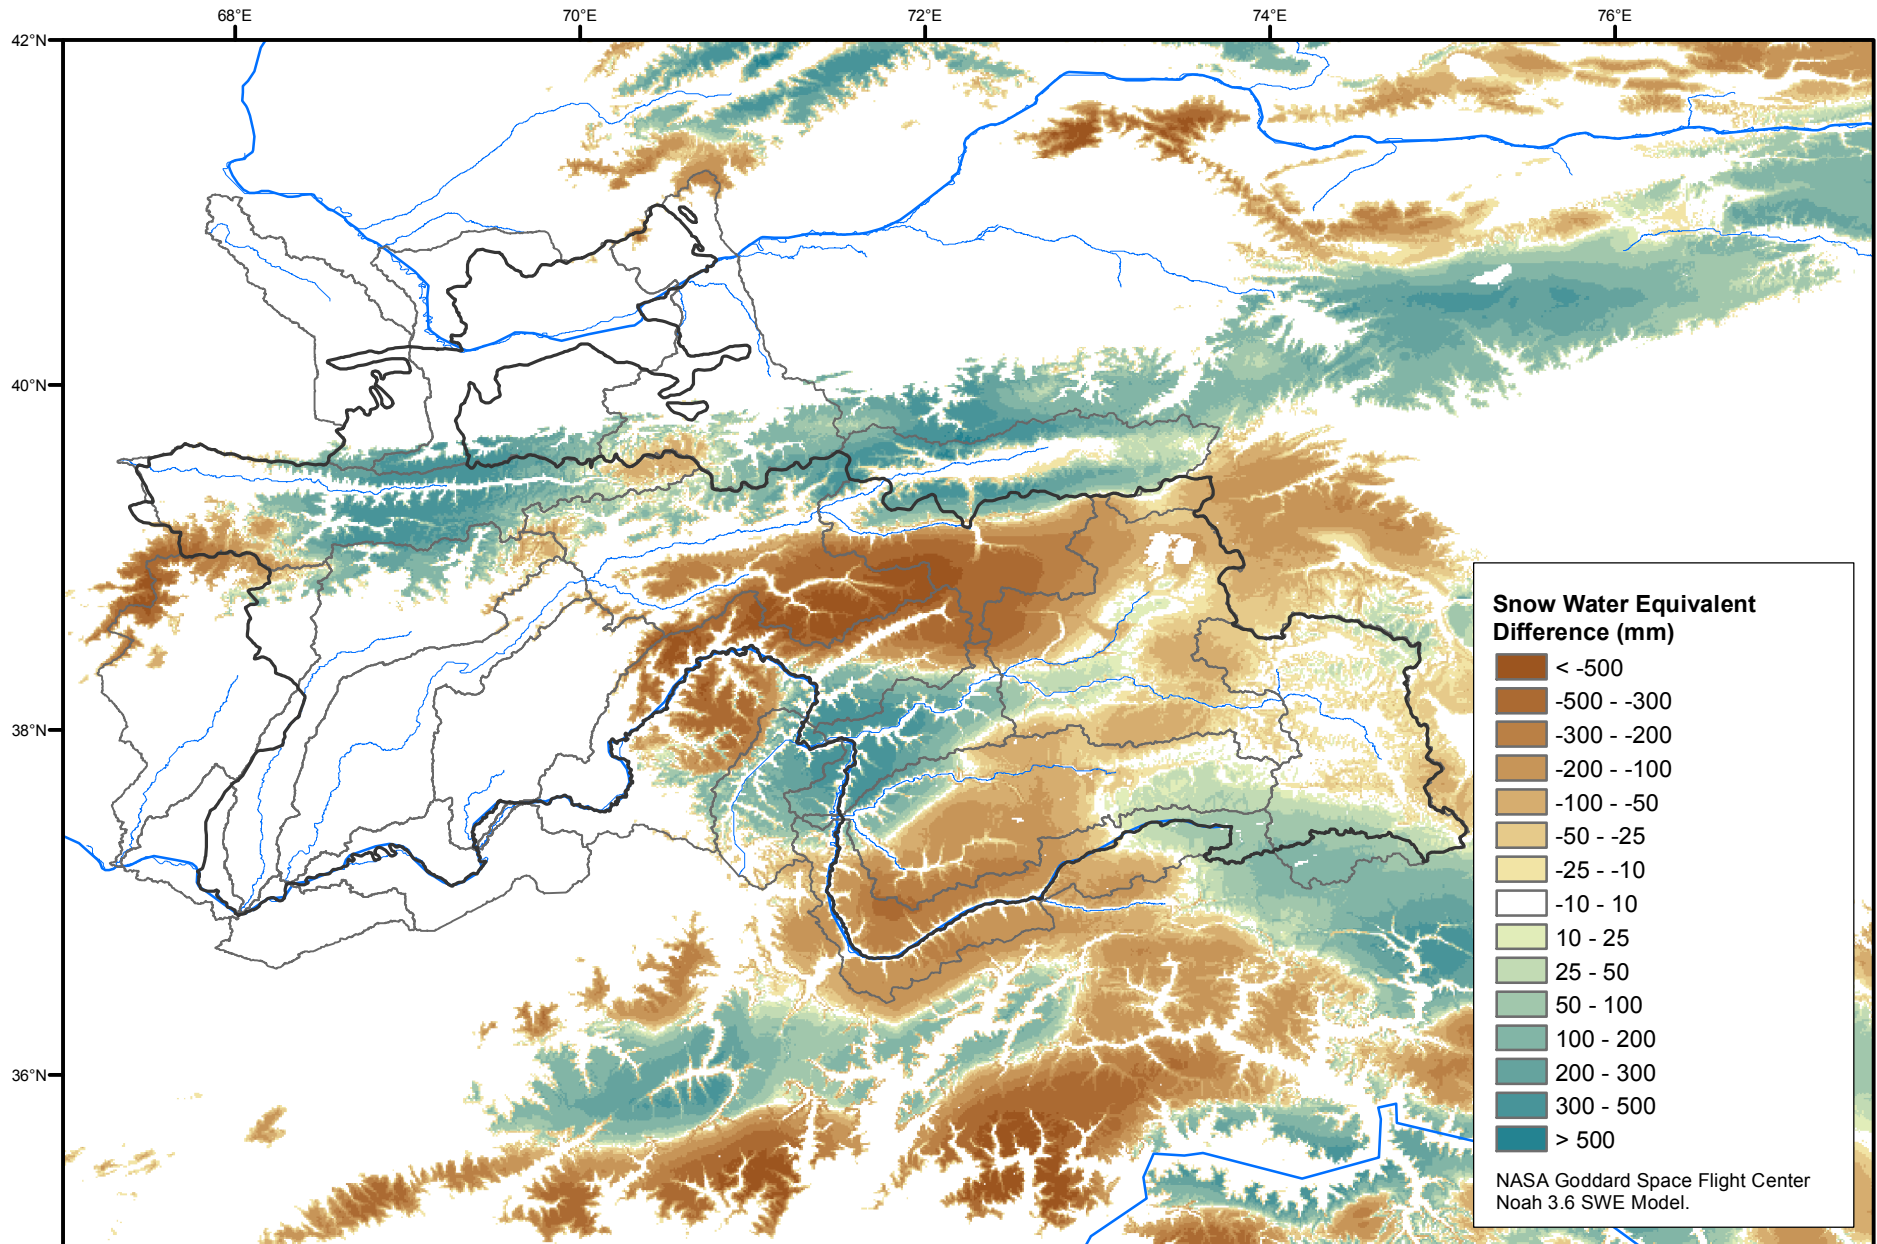 68°E 70°E 72°E 74°E 76°E
42°N
40°N
38°N
36°N
Snow Water Equivalent
Difference (mm)
< -500
-500 - -300
-300 - -200
-200 - -100
-100 - -50
-50 - -25
-25 - -10
-10 - 10
10 - 25
25 - 50
50 - 100
100 - 200
200 - 300
300 - 500
> 500
NASA Goddard Space Flight Center
Noah 3.6 SWE Model.